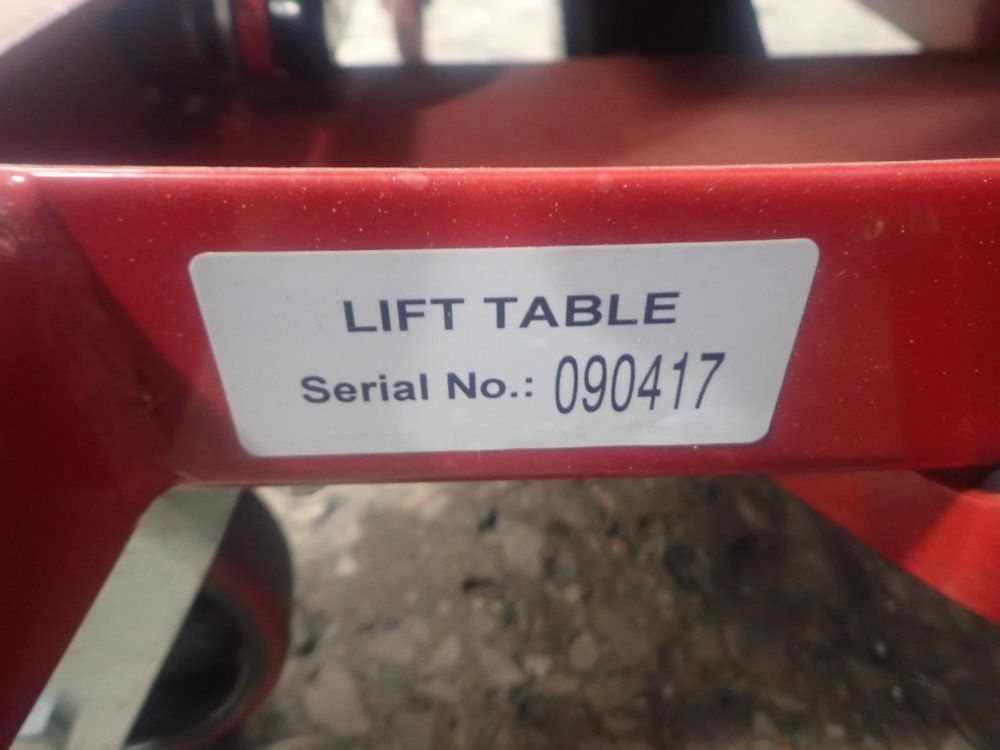 LIFT TABLE
Serial No.: 090417